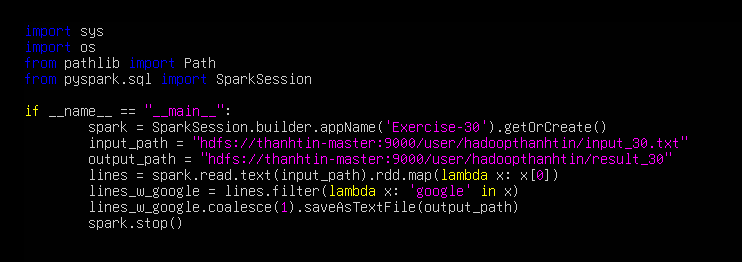 import sys
import os
from pathlib import Path
from pyspark.sql import SparkSession

if __name__ == "__main__":
        spark = SparkSession.builder.appName('Exercise-30').getOrCreate()
        input_path = "hdfs://thanhtin-master:9000/user/hadoopthanhtin/input_30.txt"
        output_path = "hdfs://thanhtin-master:9000/user/hadoopthanhtin/result_30"
        lines = spark.read.text(input_path).rdd.map(lambda x: x[0])
        lines_w_google = lines.filter(lambda x: 'google' in x)
        lines_w_google.coalesce(1).saveAsTextFile(output_path)
        spark.stop()